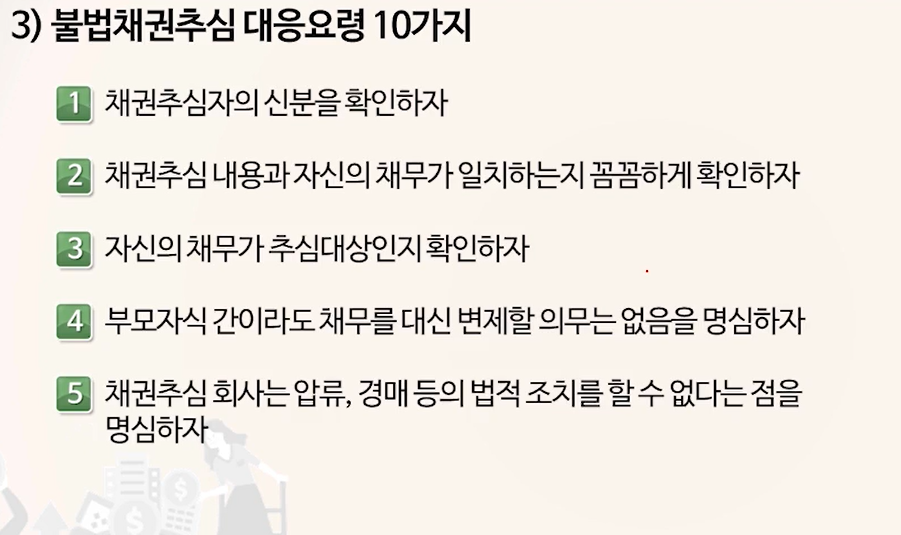 3) 불법채권추심 대응요령 10가지
1 채권추심자의 신분을 확인하자
2 채권추심 내용과 자신의 채무가 일치하는지 꼼꼼하게 확인하자
3 자신의 채무가 추심대상인지 확인하자
4 부모자식 간이라도 채무를 대신 변제할 의무는 없음을 명심하자
5 채권추심 회사는 압류, 경매 등의 법적 조치를 할 수 없다는 점을
명심하자